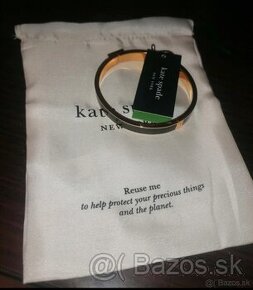 kate spade
NEW YORK
kate s
NEW
Reuse me
to help protect your precious things
and the planet.
Bazos.sk
Bazos.sk